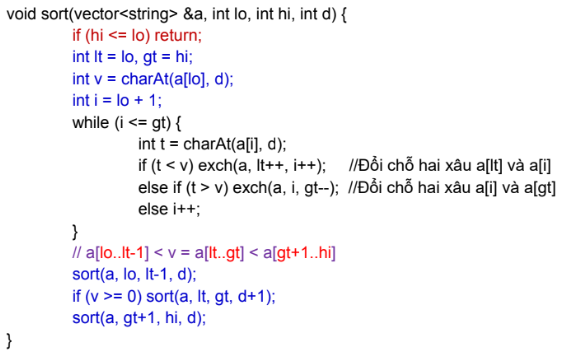 void sort(vector<string> &a, int lo, int hi, int d) {
if (hi <= lo) return;
int lt = lo, gt = hi;
int v = charAt(a[lo], d);
int i = lo + 1;
while (i <= gt) {
int t = charAt(a[i], d);
if (t < v) exch(a, lt++, i++); //Đổi chỗ hai xâu a[lt] và a[i]
else if (t > v) exch(a, i, gt--); //Đổi chỗ hai xâu a[i] và a[gt]
else i++;
}
// a[lo..lt-1] < v = a[lt..gt] < a[gt+1..hi]
sort(a, lo, lt-1, d);
if (v >= 0) sort(a, lt, gt, d+1);
sort(a, gt+1, hi, d);
}